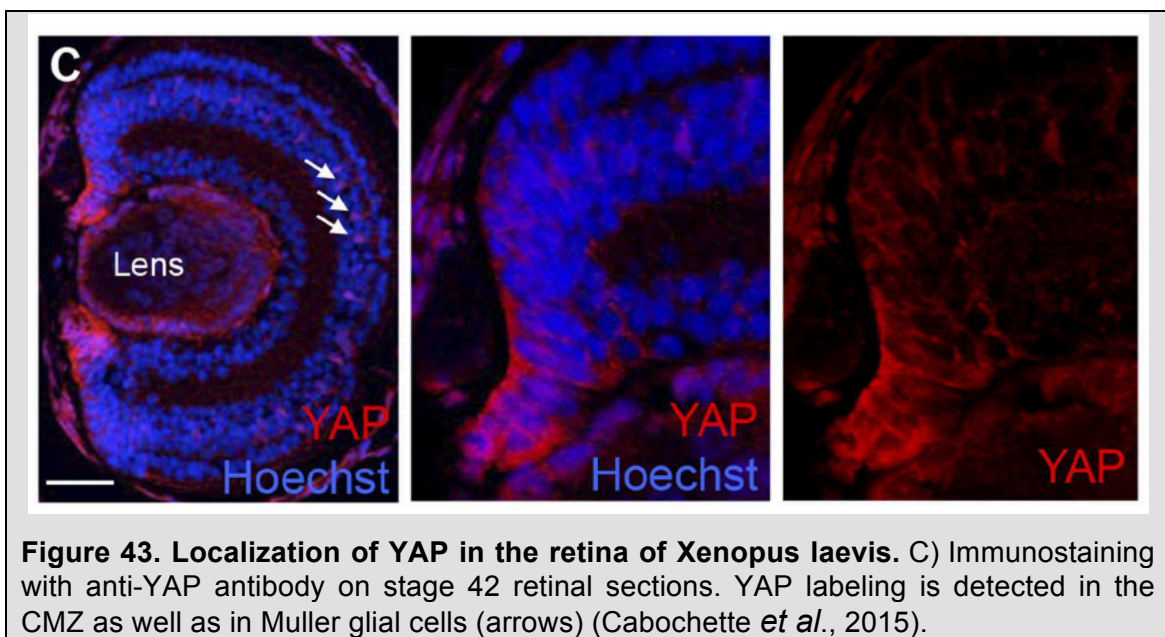 C
Lens
YAP
Hoechst
YAP
Hoechst
YAP
Figure 43. Localization of YAP in the retina of Xenopus laevis. C) Immunostaining
with anti-YAP antibody on stage 42 retinal sections. YAP labeling is detected in the
CMZ as well as in Muller glial cells (arrows) (Cabochette et al., 2015).